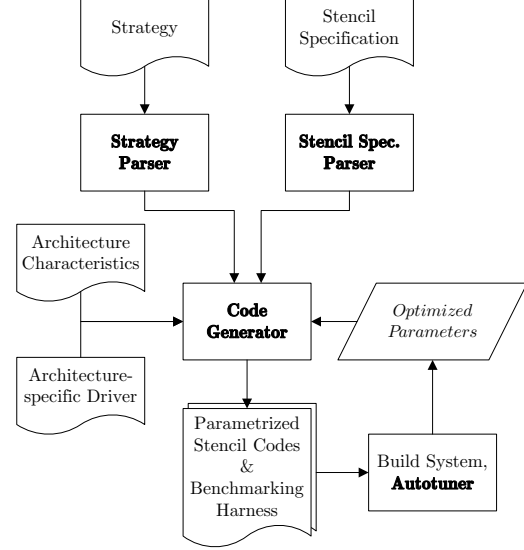 Strategy
Stencil
Specification
Strategy
Parser
Stencil Spec.
Parser
Architecture
Characteristics
Code
Generator
Optimized
Parameters
Architecture-
specific Driver
Parametrized
Stencil Codes
&
Benchmarking
Harness
Build System,
Autotuner